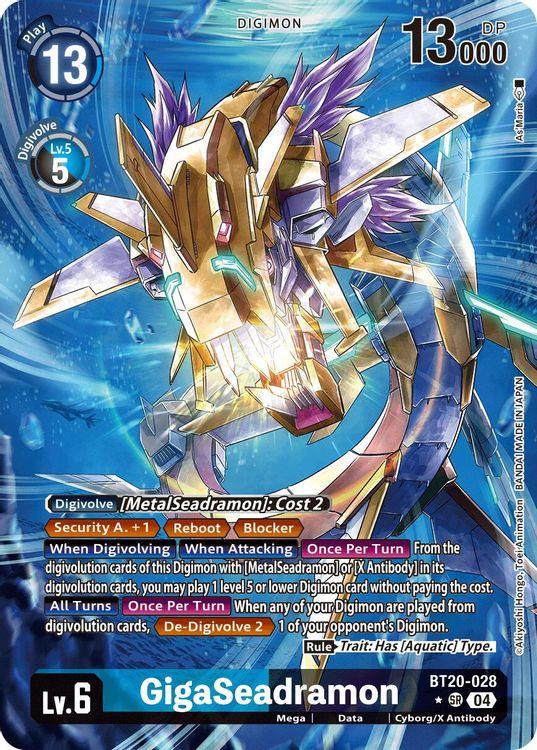 DIGIMON
Play
13
13000
DP
Digivolve
Lv.5
5
As'Maria
Digivolve [MetalSeadramon]: Cost 2
Security A. +1 Reboot Blocker
When Digivolving When Attacking Once Per Turn From the
digivolution cards of this Digimon with [MetalSeadramon] or [X Antibody] in its
digivolution cards, you may play 1 level 5 or lower Digimon card without paying the cost.
All Turns Once Per Turn When any of your Digimon are played from
digivolution cards, De-Digivolve 2 1 of your opponent's Digimon.
Rule Trait: Has [Aquatic] Type.
©Akiyoshi Hongo, Toei Animation BANDAI MADE IN JAPAN
Lv.6
GigaSeadramon
BT20-028
SR 04
Mega Data Cyborg/X Antibody